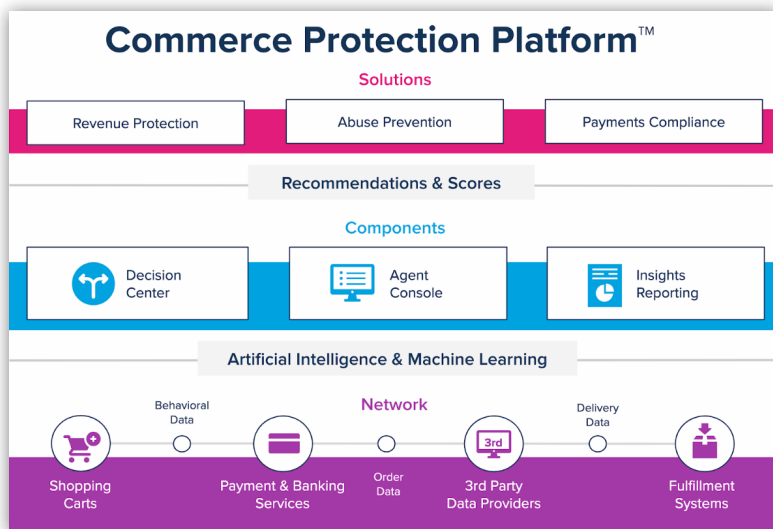 Commerce Protection Platform™
Solutions
Revenue Protection
Abuse Prevention
Payments Compliance
Recommendations & Scores
Components
Decision
Center
Agent
Console
Insights
Reporting
Artificial Intelligence & Machine Learning
Network
Behavioral
Data
Delivery
Data
3rd
Shopping
Carts
Payment & Banking
Services
Order
Data
3rd Party
Data Providers
Fulfillment
Systems